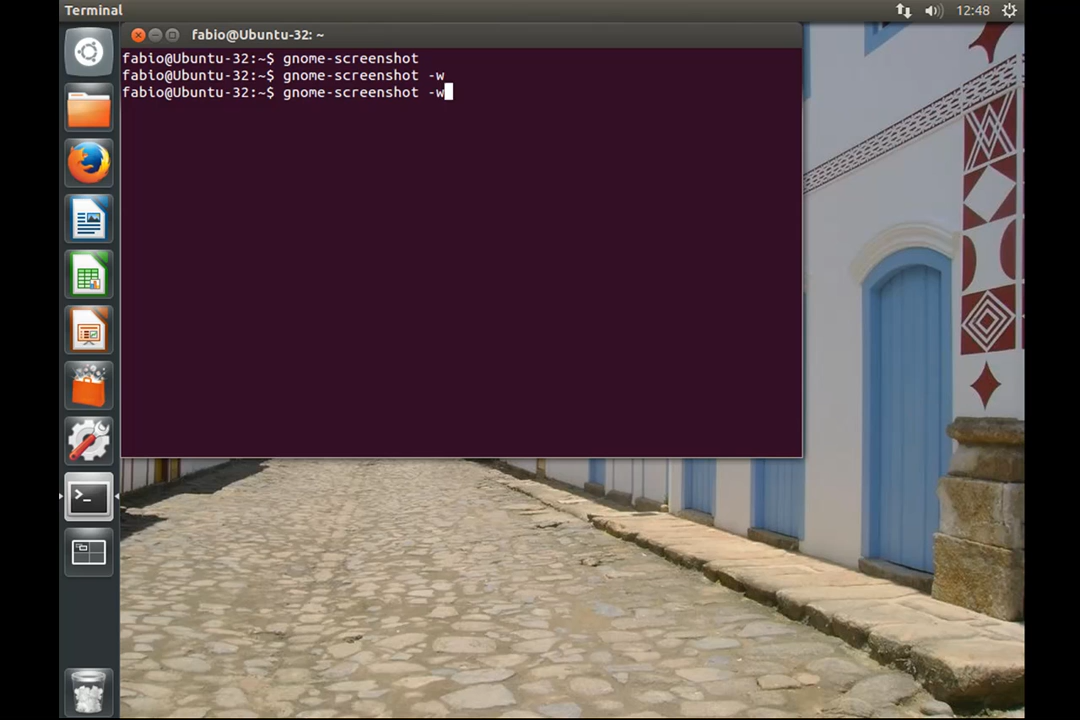 Terminal
12:48
fabio@Ubuntu-32: ~
fabio@Ubuntu-32:~$ gnome-screenshot
fabio@Ubuntu-32:~$ gnome-screenshot -w
fabio@Ubuntu-32:~$ gnome-screenshot -w